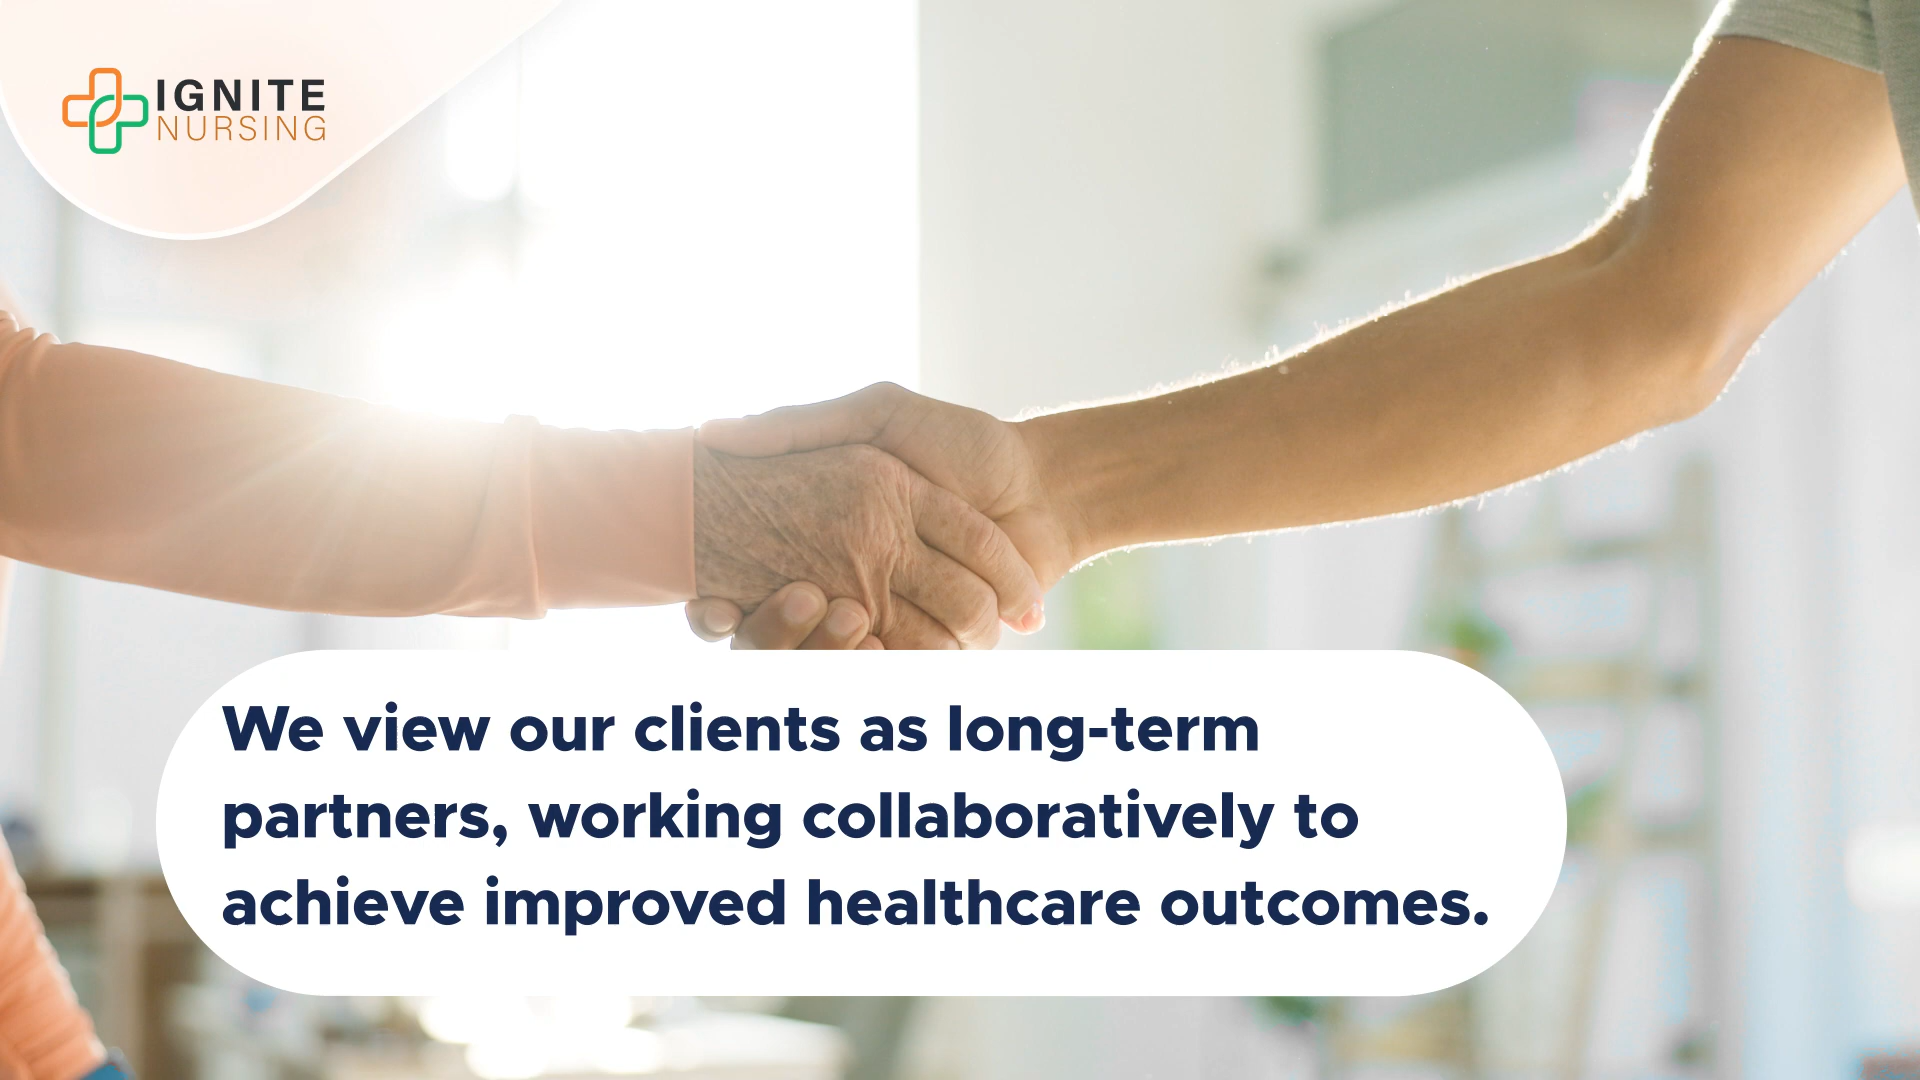 IGNITE
NURSING
We view our clients as long-term
partners, working collaboratively to
achieve improved healthcare outcomes.